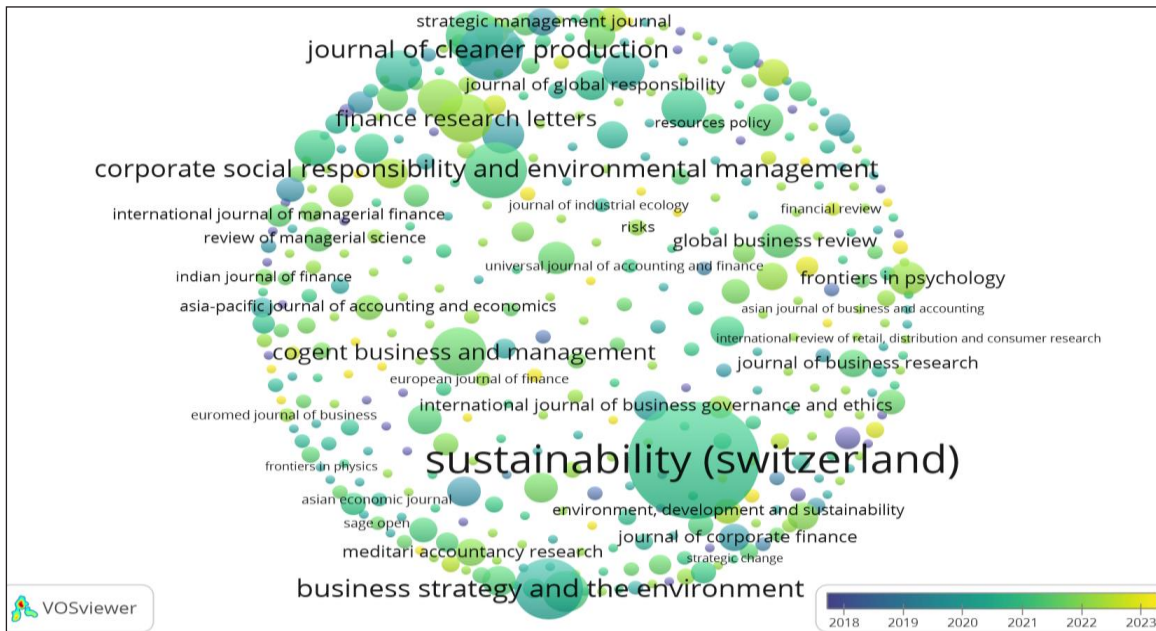 strategic management journal
journal of cleaner production
journal of global responsibility
finance research letters
resources policy
corporate social responsibility and environmental management
journal of industrial ecology
financial review
international journal of managerial finance
risks
review of managerial science
global business review
universal journal of accounting and finance
indian journal of finance
frontiers in psychology
asia-pacific journal of accounting and economics
asian journal of business and accounting
international review of retail, distribution and consumer research
cogent business and management
journal of business research
european journal of finance
international journal of business governance and ethics
euromed journal of business
sustainability (switzerland)
frontiers in physics
asian economic journal
environment, development and sustainability
sage open
journal of corporate finance
meditari accountancy research
strategic change
business strategy and the environment
VOSviewer
2018 2019 2020 2021 2022 2023